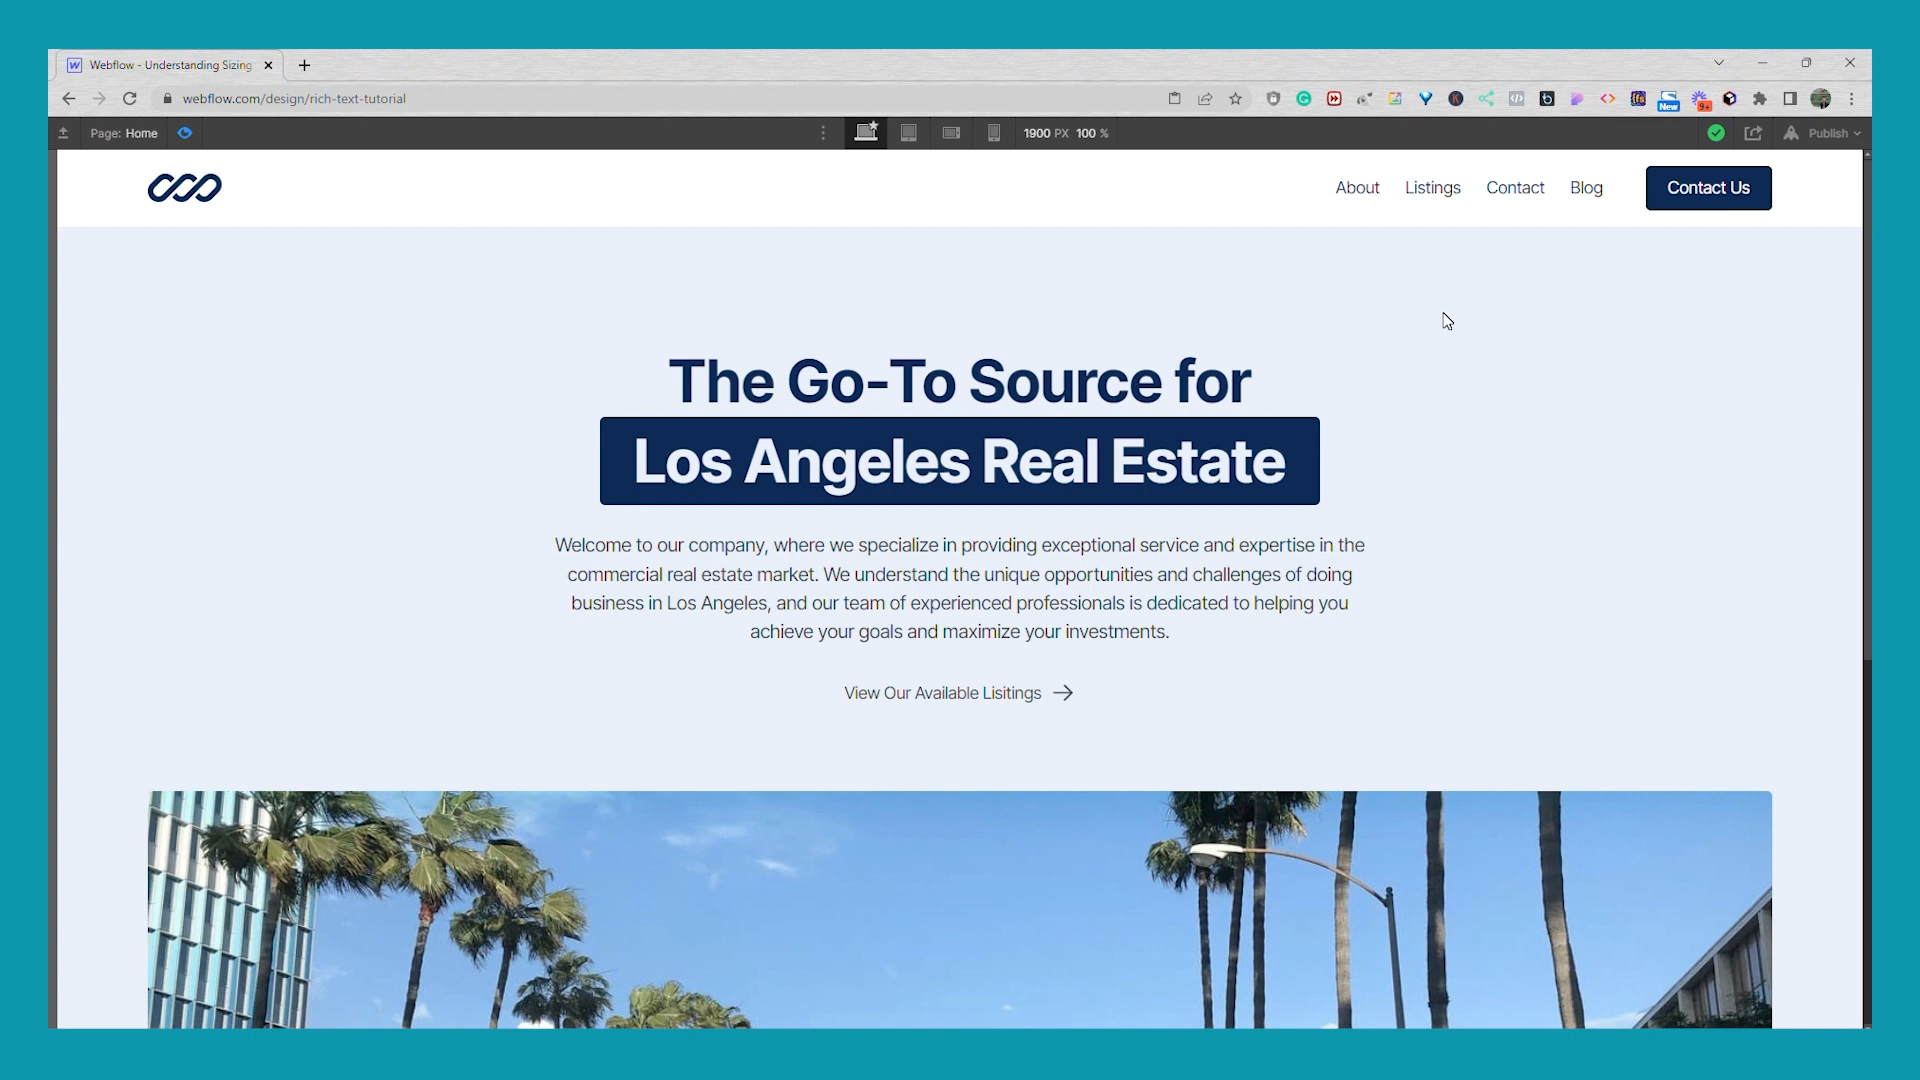 Webflow - Understanding Sizing
webflow.com/design/rich-text-tutorial
New
9+
Page: Home
1900 PX 100 %
Publish
About Listings Contact Blog Contact Us
The Go-To Source for
Los Angeles Real Estate
Welcome to our company, where we specialize in providing exceptional service and expertise in the
commercial real estate market. We understand the unique opportunities and challenges of doing
business in Los Angeles, and our team of experienced professionals is dedicated to helping you
achieve your goals and maximize your investments.
View Our Available Lisitings